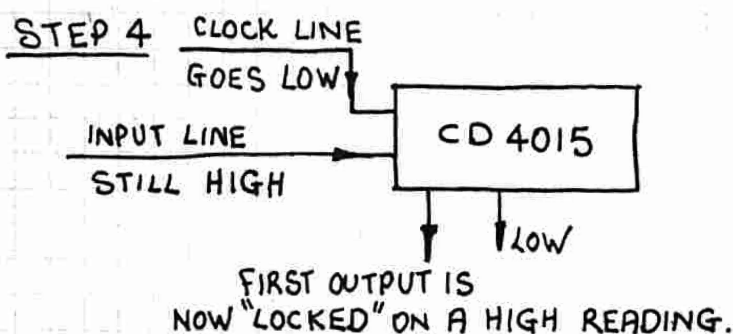 STEP 4 CLOCK LINE
GOES LOW
INPUT LINE
STILL HIGH
CD 4015
LOW
FIRST OUTPUT IS
NOW "LOCKED" ON A HIGH READING.